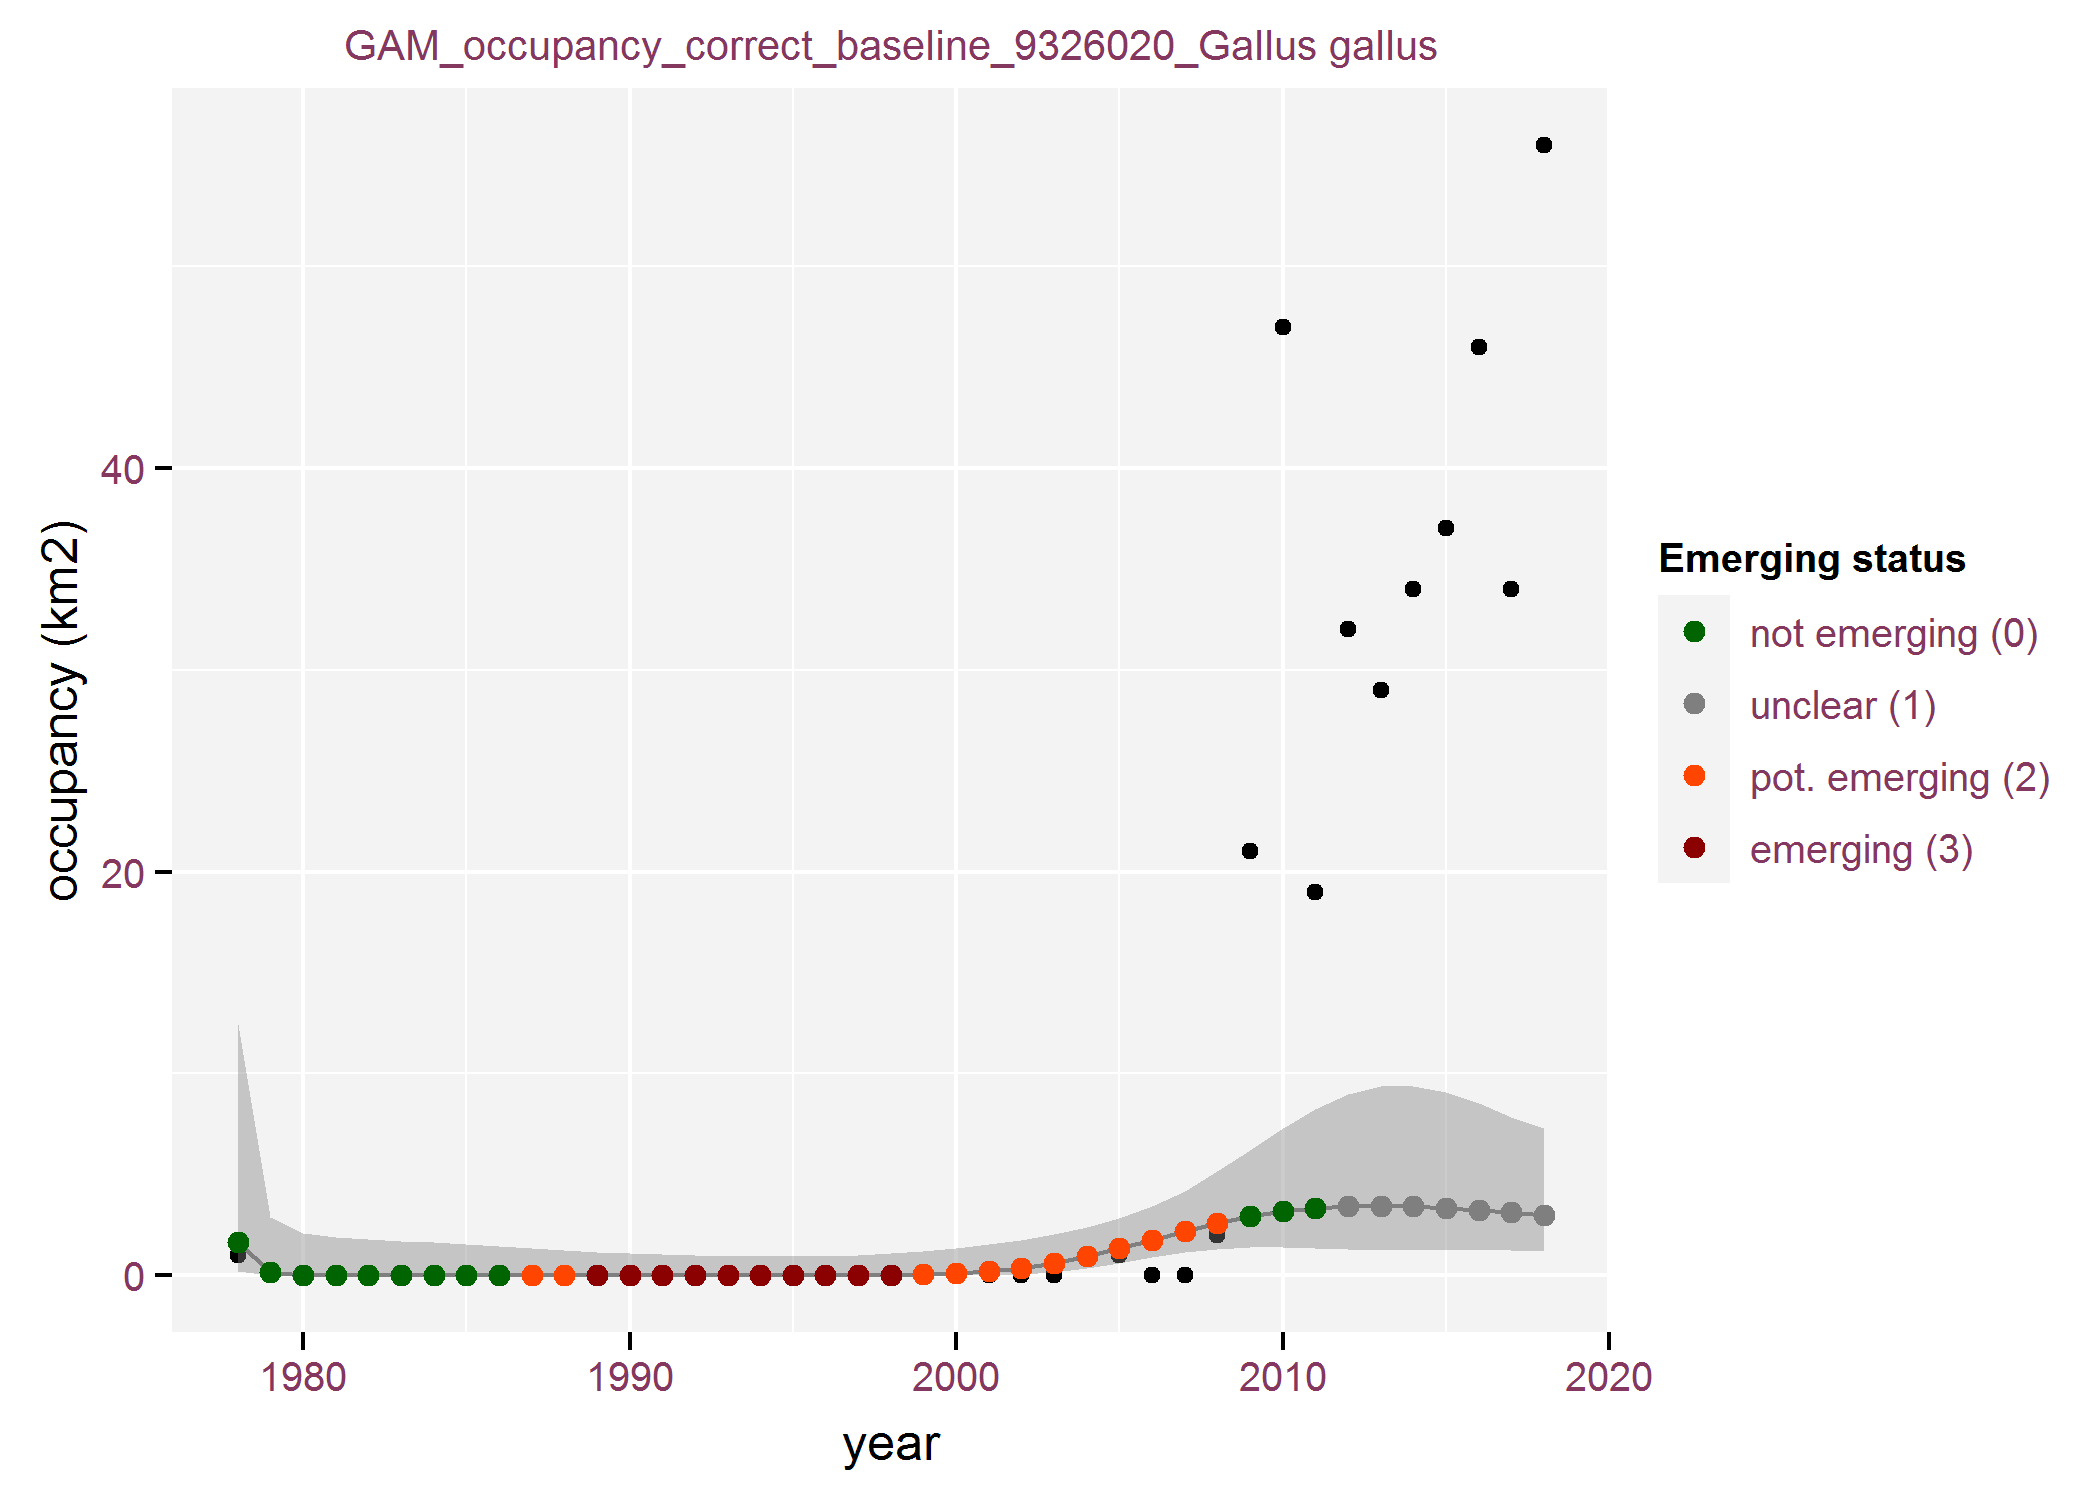 GAM_occupancy_correct_baseline_9326020_Gallus gallus
occupancy (km2)
40
20
0
1980 1990 2000 2010 2020
year
Emerging status
not emerging (0)
unclear (1)
pot. emerging (2)
emerging (3)